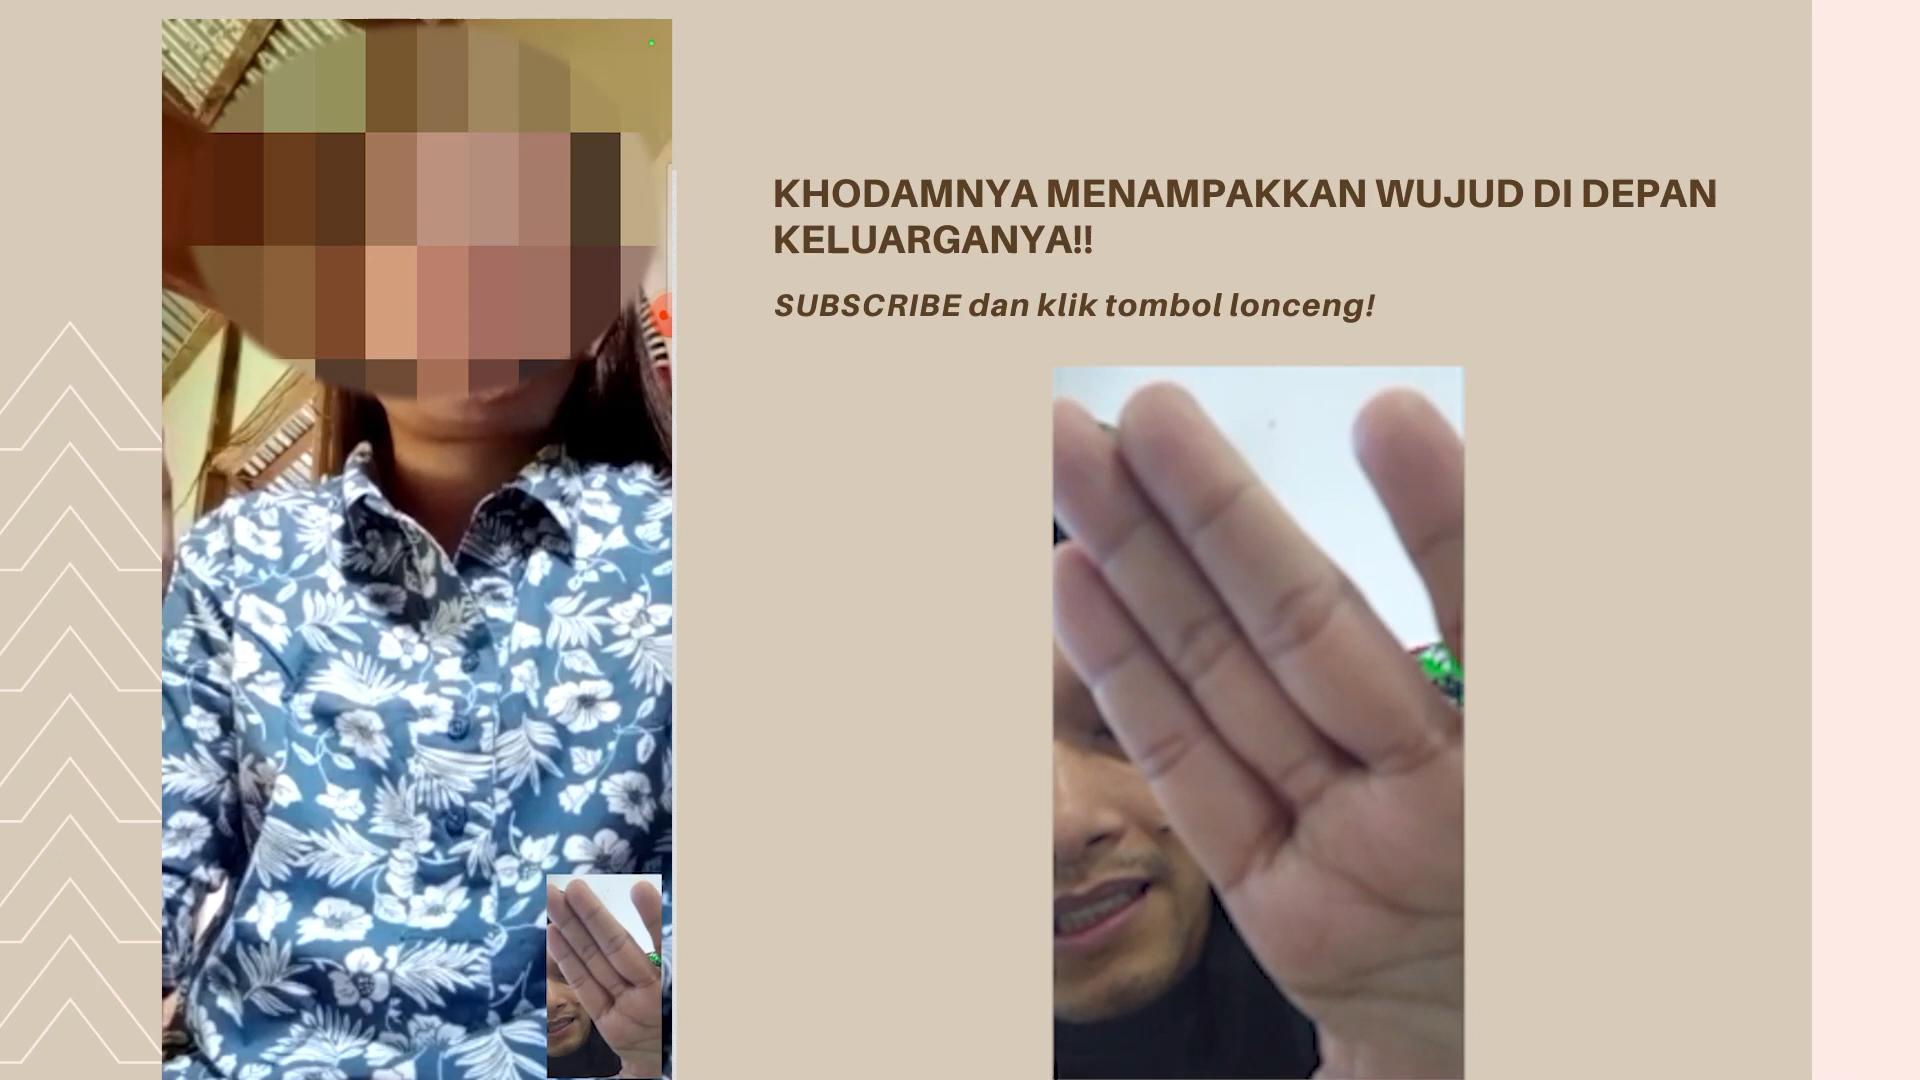 KHODAMNYA MENAMPAKKAN WUJUD DI DEPAN
KELUARGANYA!!
SUBSCRIBE dan klik tombol lonceng!